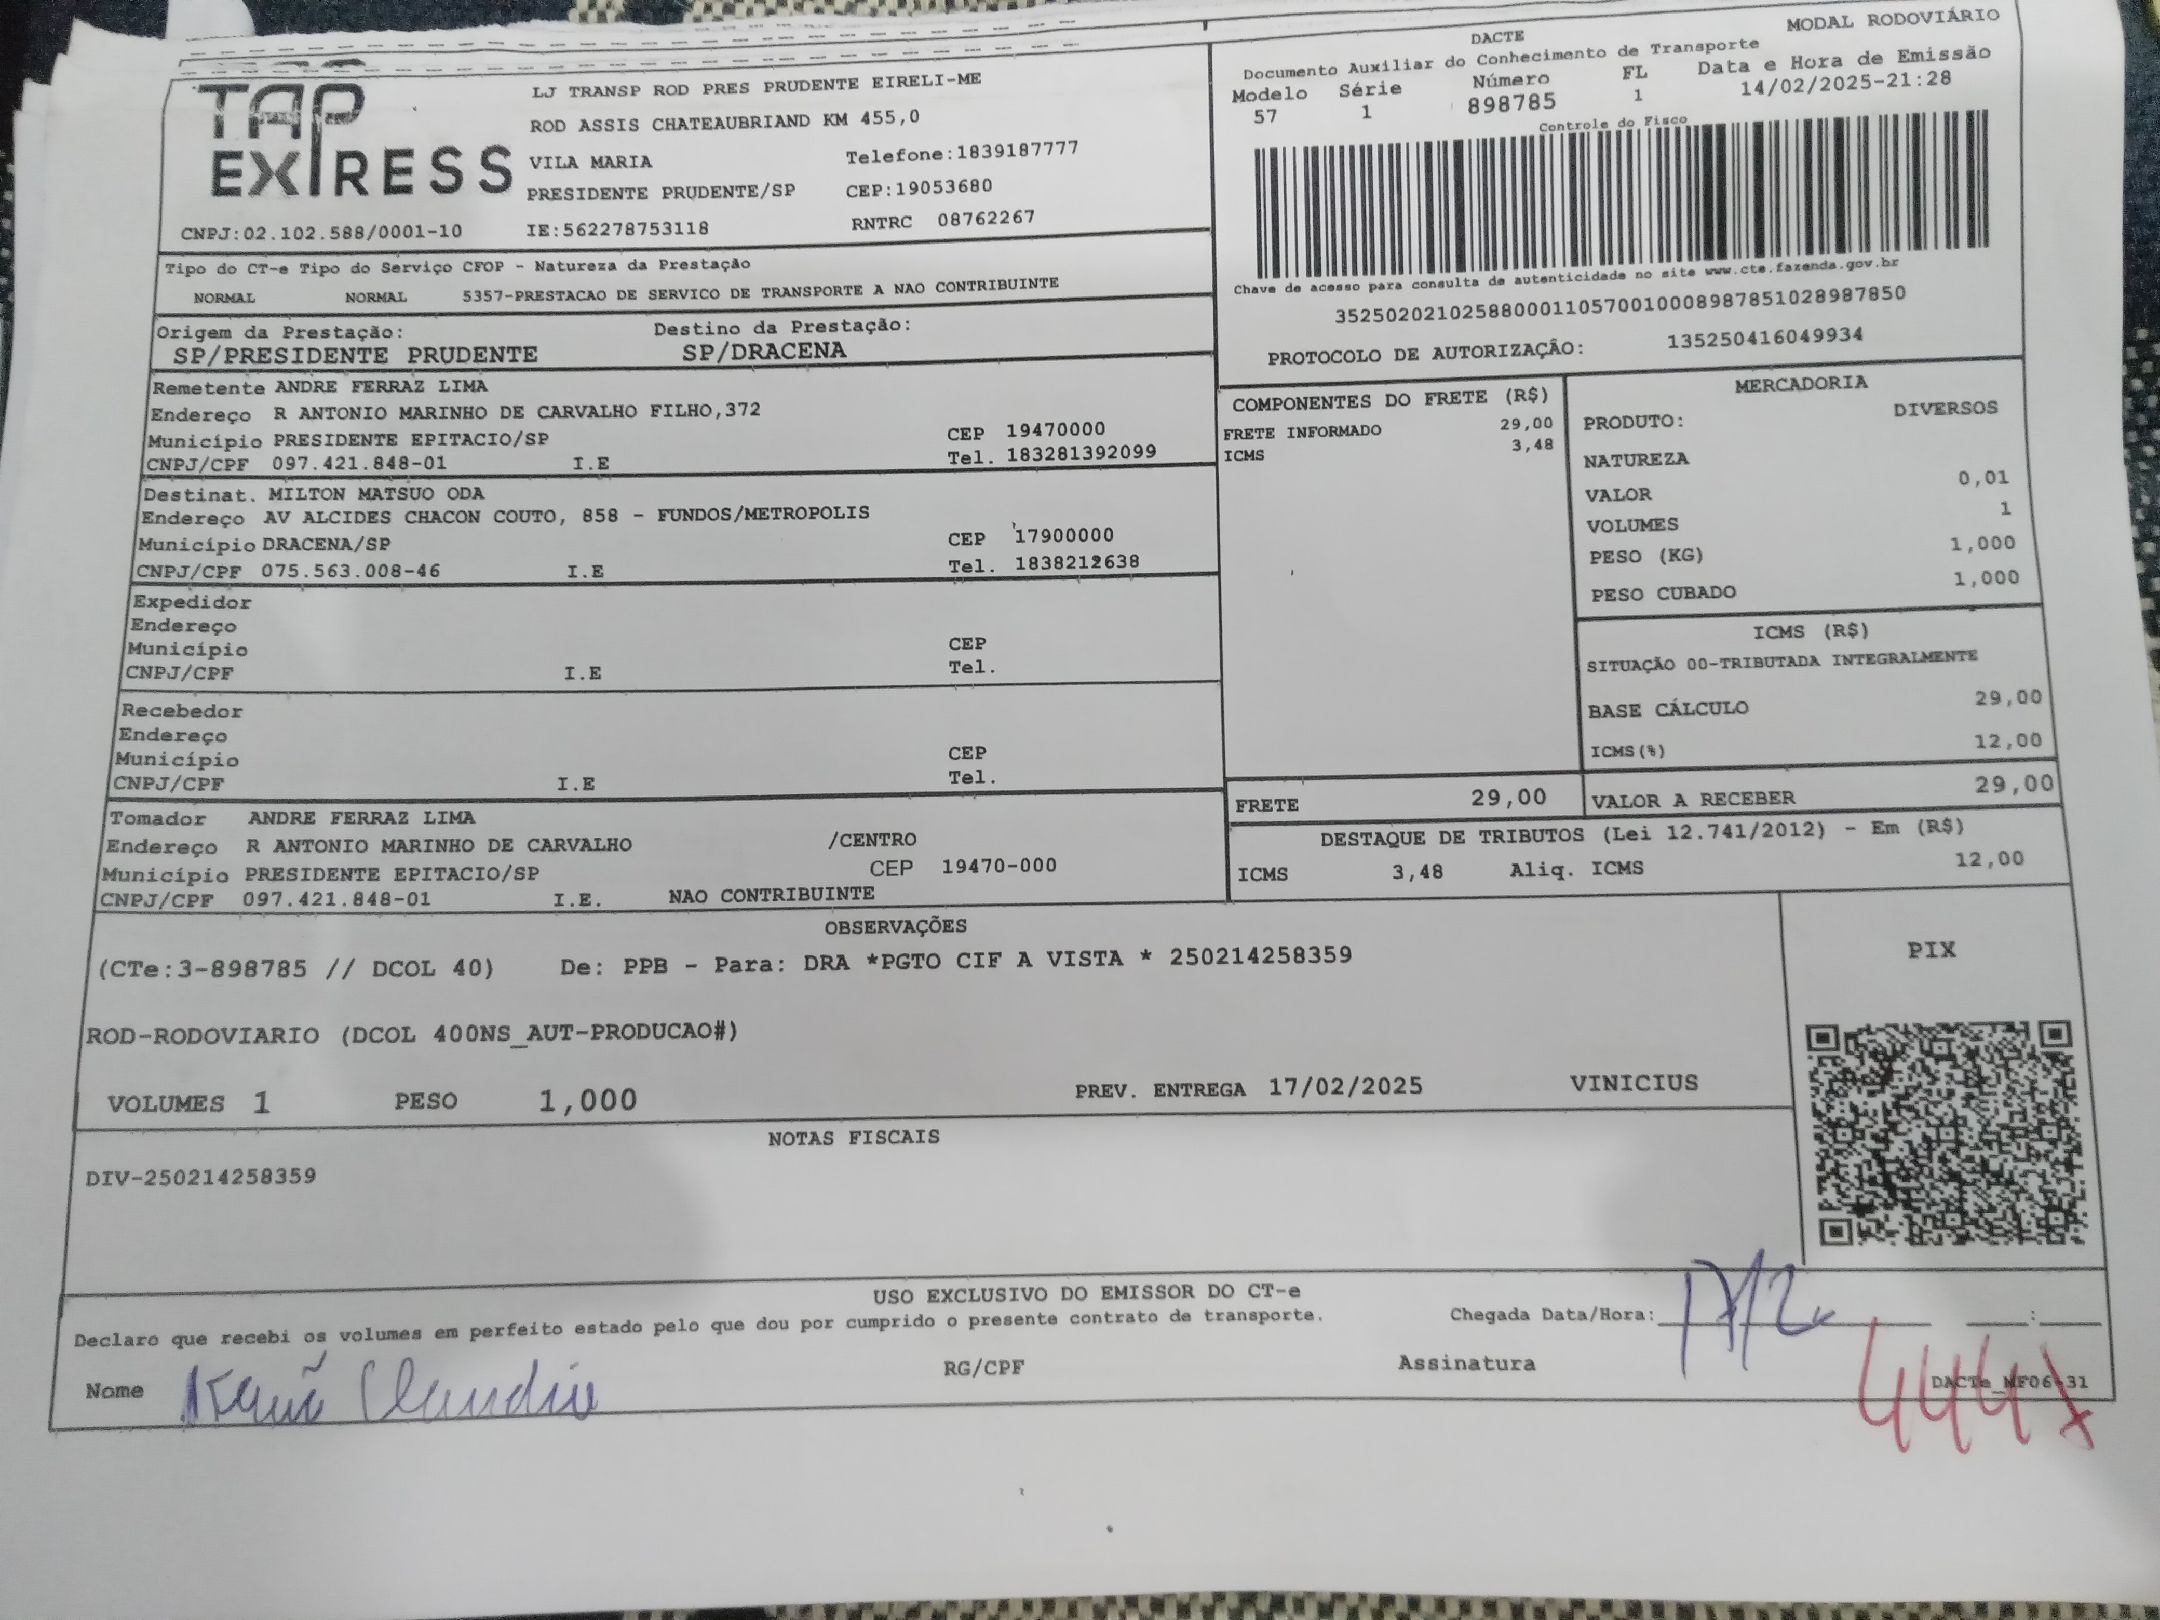 TAP
EXPRESS
LJ TRANSP ROD PRES PRUDENTE EIRELI-ME
ROD ASSIS CHATEAUBRIAND KM 455,0
VILA MARIA Telefone:1839187777
PRESIDENTE PRUDENTE/SP CEP:19053680
CNPJ:02.102.588/0001-10 IE:562278753118 RNTRC 08762267
DACTE MODAL RODOVIÁRIO
Documento Auxiliar do Conhecimento de Transporte
Modelo Série Número FL Data e Hora de Emissão
57 1 898785 1 14/02/2025-21:28
Controle do Fisco
Chave de acesso para consulta de autenticidade no site www.cte.fazenda.gov.br
35250202102588000110570010008987851028987850
PROTOCOLO DE AUTORIZAÇÃO: 135250416049934
Tipo do CT-e Tipo do Serviço CFOP - Natureza da Prestação
NORMAL NORMAL 5357-PRESTACAO DE SERVICO DE TRANSPORTE A NAO CONTRIBUINTE
Origem da Prestação: Destino da Prestação:
SP/PRESIDENTE PRUDENTE SP/DRACENA
Remetente ANDRE FERRAZ LIMA
Endereço R ANTONIO MARINHO DE CARVALHO FILHO,372
Município PRESIDENTE EPITACIO/SP CEP 19470000
CNPJ/CPF 097.421.848-01 I.E Tel. 183281392099
Destinat. MILTON MATSUO ODA
Endereço AV ALCIDES CHACON COUTO, 858 - FUNDOS/METROPOLIS
Município DRACENA/SP CEP 17900000
CNPJ/CPF 075.563.008-46 I.E Tel. 1838212638
Expedidor
Endereço
Município CEP
CNPJ/CPF I.E Tel.
Recebedor
Endereço
Município CEP
CNPJ/CPF I.E Tel.
Tomador ANDRE FERRAZ LIMA
Endereço R ANTONIO MARINHO DE CARVALHO /CENTRO
Município PRESIDENTE EPITACIO/SP CEP 19470-000
CNPJ/CPF 097.421.848-01 I.E. NAO CONTRIBUINTE
COMPONENTES DO FRETE (R$)
FRETE INFORMADO 29,00
ICMS 3,48
MERCADORIA
PRODUTO: DIVERSOS
NATUREZA
VALOR 0,01
VOLUMES 1
PESO (KG) 1,000
PESO CUBADO 1,000
ICMS (R$)
SITUAÇÃO 00-TRIBUTADA INTEGRALMENTE
BASE CÁLCULO 29,00
ICMS(%) 12,00
FRETE 29,00 VALOR A RECEBER 29,00
DESTAQUE DE TRIBUTOS (Lei 12.741/2012) - Em (R$)
ICMS 3,48 Aliq. ICMS 12,00
OBSERVAÇÕES
(CTe:3-898785 // DCOL 40) De: PPB - Para: DRA *PGTO CIF A VISTA * 250214258359
ROD-RODOVIARIO (DCOL 400NS_AUT-PRODUCAO#)
VOLUMES 1 PESO 1,000 PREV. ENTREGA 17/02/2025 VINICIUS
PIX
NOTAS FISCAIS
DIV-250214258359
USO EXCLUSIVO DO EMISSOR DO CT-e
Declaro que recebi os volumes em perfeito estado pelo que dou por cumprido o presente contrato de transporte. Chegada Data/Hora: 17/2 :
Nome Claudia RG/CPF Assinatura
DACTe_NF06-31